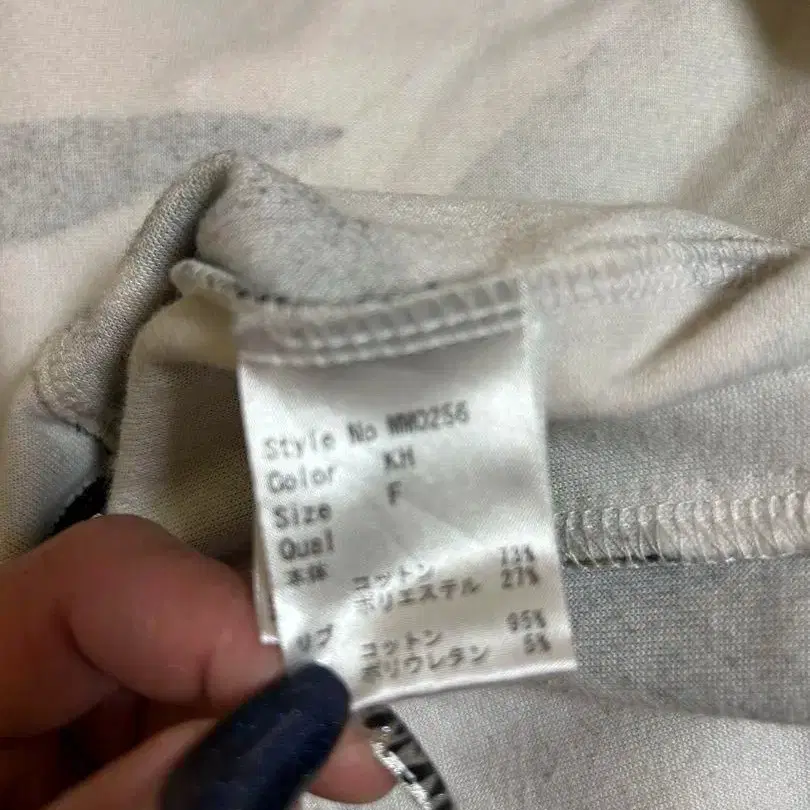 Style No MM0256
Color KH
Size F
Qual
本体 コットン 73%
ポリエステル 27%
リブ コットン 95%
ポリウレタン 5%